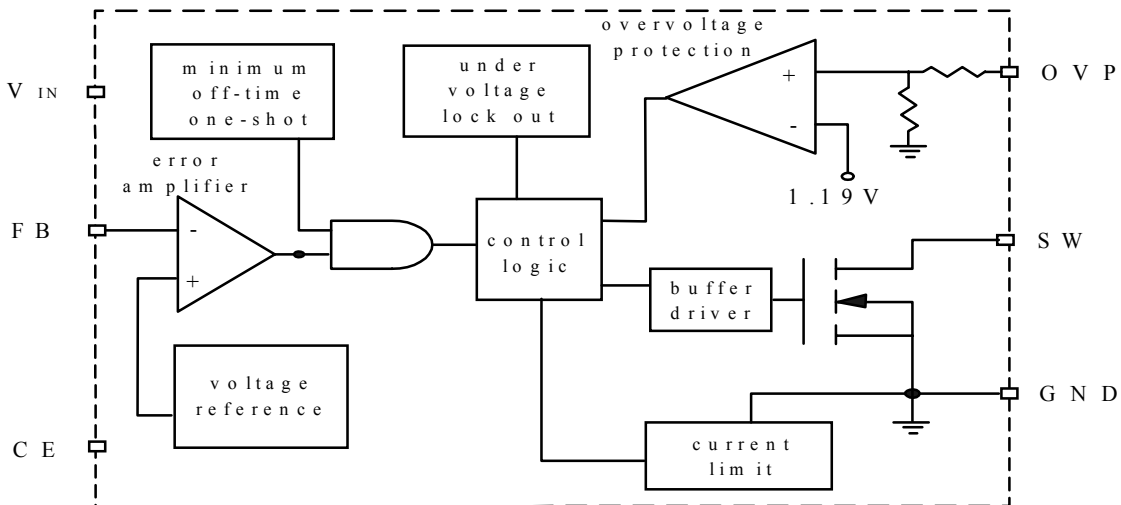 overvoltage
protection
minimum
off-time
one-shot
under
voltage
lock out
+
-
OVP
VIN
1.19V
error
amplifier
FB
-
+
control
logic
SW
buffer
driver
voltage
reference
GND
CE
current
limit